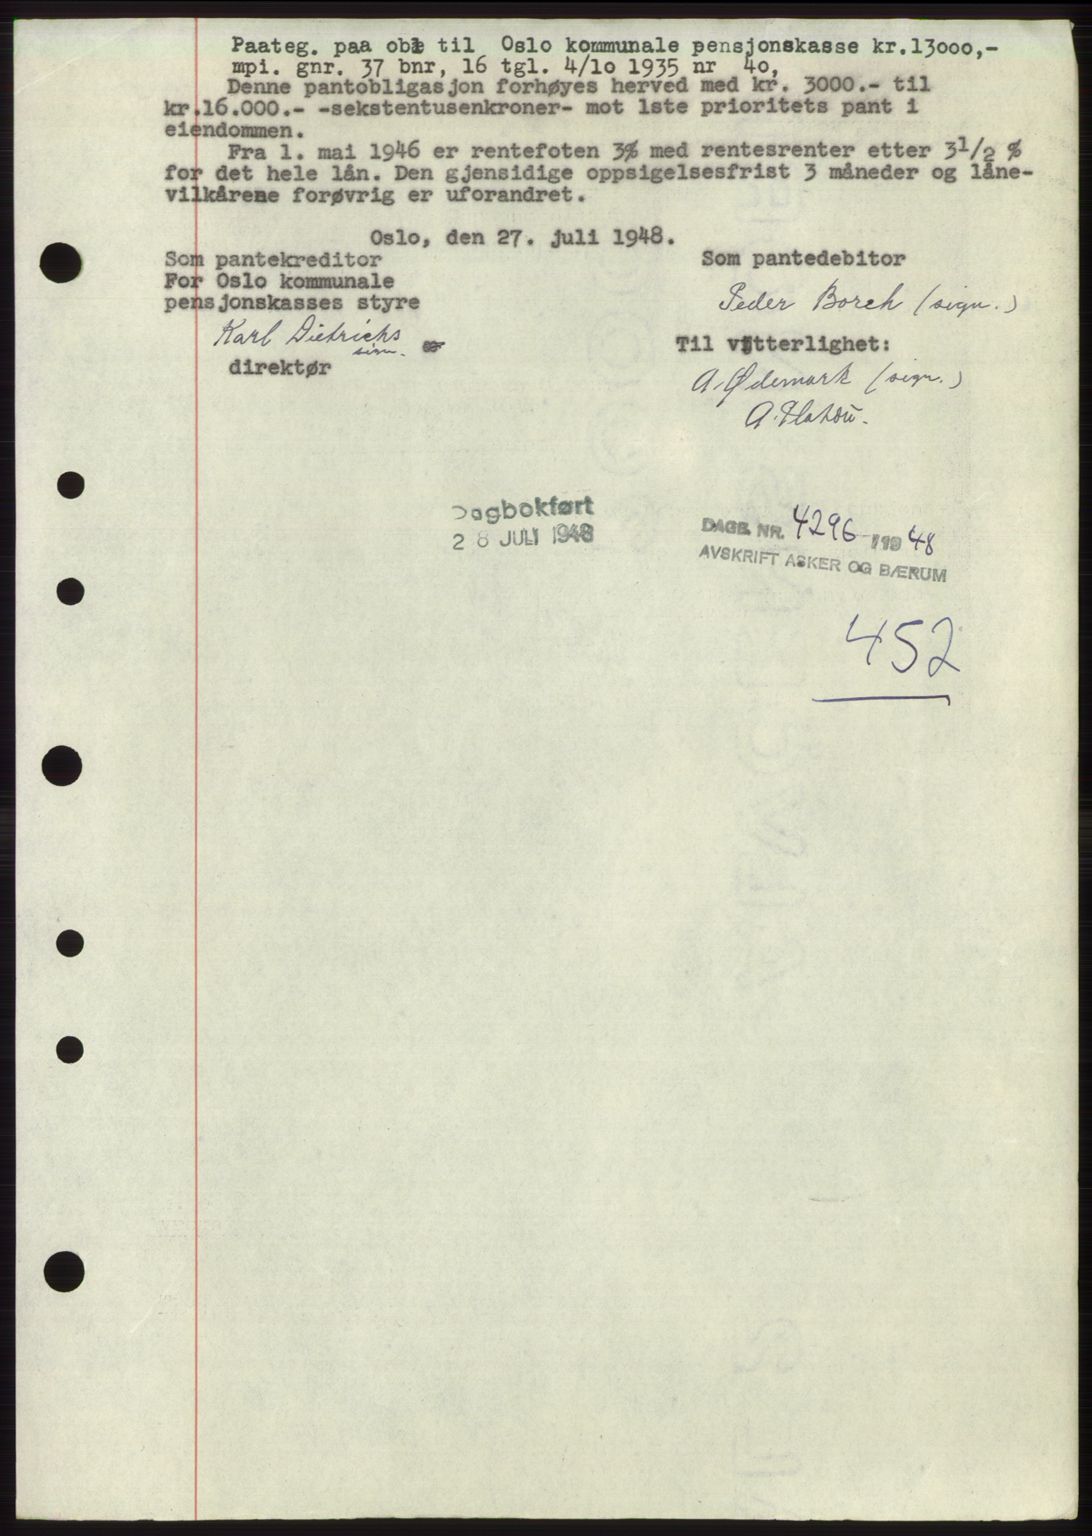 Paateg. paa obl til Oslo kommunale pensjonskasse kr.13000,-
mpi. gnr. 37 bnr, 16 tgl. 4/10 1935 nr 40,
Denne pantobligasjon forhøyes herved med kr. 3000.- til
kr.16.000.- -sekstentusenkroner- mot 1ste prioritets pant i
eiendommen.
Fra 1. mai 1946 er rentefoten 3% med rentesrenter etter 3 1/2 %
for det hele lån. Den gjensidige oppsigelsesfrist 3 måneder og låne-
vilkårene forøvrig er uforandret.
Oslo, den 27. juli 1948.
Som pantekreditor
For Oslo kommunale
pensjonskasses styre
Karl Dietrichs
sign.
direktør
Som pantedebitor
Peder Borch (sign.)
Til vitterlighet:
A. Ødemark (sign.)
A.
Dagbokført
28 JULI 1948
DAGB. NR. 4296 /1948
AVSKRIFT ASKER OG BÆRUM
452